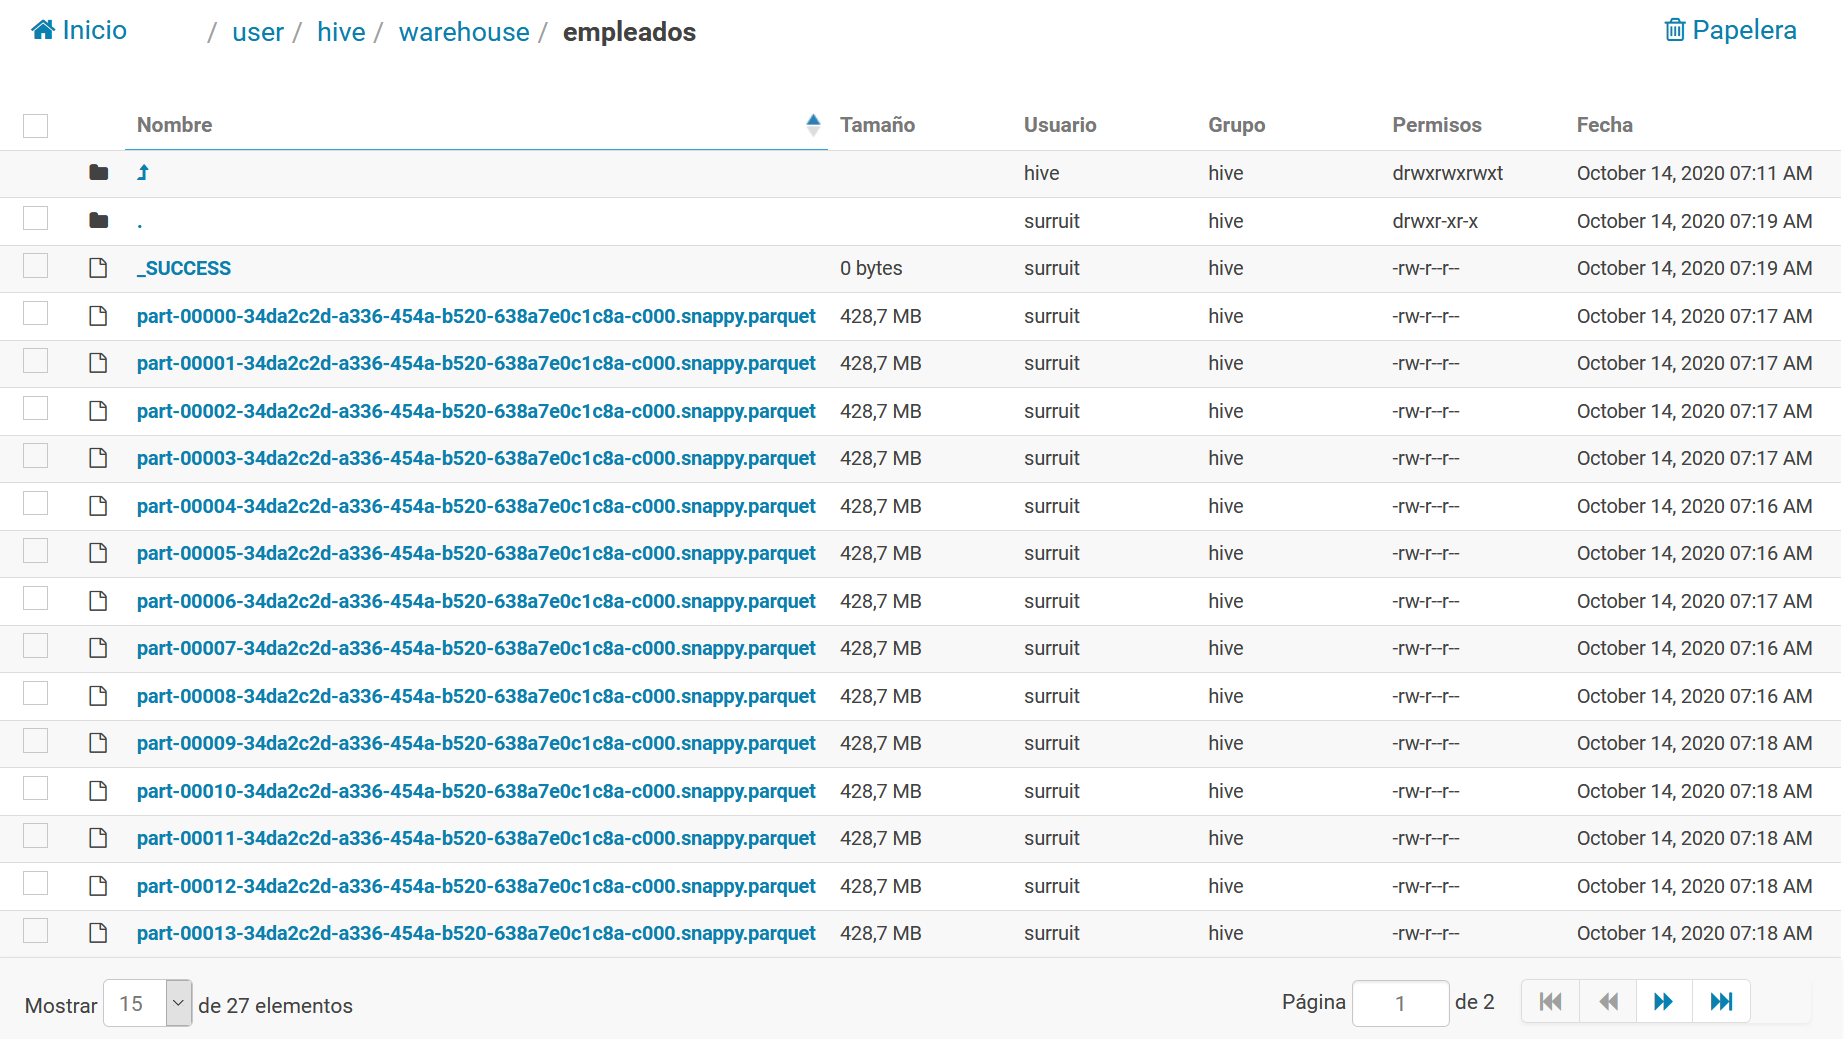 Inicio / user / hive / warehouse / empleados Papelera
Nombre Tamaño Usuario Grupo Permisos Fecha
hive hive drwxrwxrwxt October 14, 2020 07:11 AM
. surruit hive drwxr-xr-x October 14, 2020 07:19 AM
_SUCCESS 0 bytes surruit hive -rw-r--r-- October 14, 2020 07:19 AM
part-00000-34da2c2d-a336-454a-b520-638a7e0c1c8a-c000.snappy.parquet 428,7 MB surruit hive -rw-r--r-- October 14, 2020 07:17 AM
part-00001-34da2c2d-a336-454a-b520-638a7e0c1c8a-c000.snappy.parquet 428,7 MB surruit hive -rw-r--r-- October 14, 2020 07:17 AM
part-00002-34da2c2d-a336-454a-b520-638a7e0c1c8a-c000.snappy.parquet 428,7 MB surruit hive -rw-r--r-- October 14, 2020 07:17 AM
part-00003-34da2c2d-a336-454a-b520-638a7e0c1c8a-c000.snappy.parquet 428,7 MB surruit hive -rw-r--r-- October 14, 2020 07:17 AM
part-00004-34da2c2d-a336-454a-b520-638a7e0c1c8a-c000.snappy.parquet 428,7 MB surruit hive -rw-r--r-- October 14, 2020 07:16 AM
part-00005-34da2c2d-a336-454a-b520-638a7e0c1c8a-c000.snappy.parquet 428,7 MB surruit hive -rw-r--r-- October 14, 2020 07:16 AM
part-00006-34da2c2d-a336-454a-b520-638a7e0c1c8a-c000.snappy.parquet 428,7 MB surruit hive -rw-r--r-- October 14, 2020 07:17 AM
part-00007-34da2c2d-a336-454a-b520-638a7e0c1c8a-c000.snappy.parquet 428,7 MB surruit hive -rw-r--r-- October 14, 2020 07:16 AM
part-00008-34da2c2d-a336-454a-b520-638a7e0c1c8a-c000.snappy.parquet 428,7 MB surruit hive -rw-r--r-- October 14, 2020 07:16 AM
part-00009-34da2c2d-a336-454a-b520-638a7e0c1c8a-c000.snappy.parquet 428,7 MB surruit hive -rw-r--r-- October 14, 2020 07:18 AM
part-00010-34da2c2d-a336-454a-b520-638a7e0c1c8a-c000.snappy.parquet 428,7 MB surruit hive -rw-r--r-- October 14, 2020 07:18 AM
part-00011-34da2c2d-a336-454a-b520-638a7e0c1c8a-c000.snappy.parquet 428,7 MB surruit hive -rw-r--r-- October 14, 2020 07:18 AM
part-00012-34da2c2d-a336-454a-b520-638a7e0c1c8a-c000.snappy.parquet 428,7 MB surruit hive -rw-r--r-- October 14, 2020 07:18 AM
part-00013-34da2c2d-a336-454a-b520-638a7e0c1c8a-c000.snappy.parquet 428,7 MB surruit hive -rw-r--r-- October 14, 2020 07:18 AM
Mostrar 15 de 27 elementos Página 1 de 2